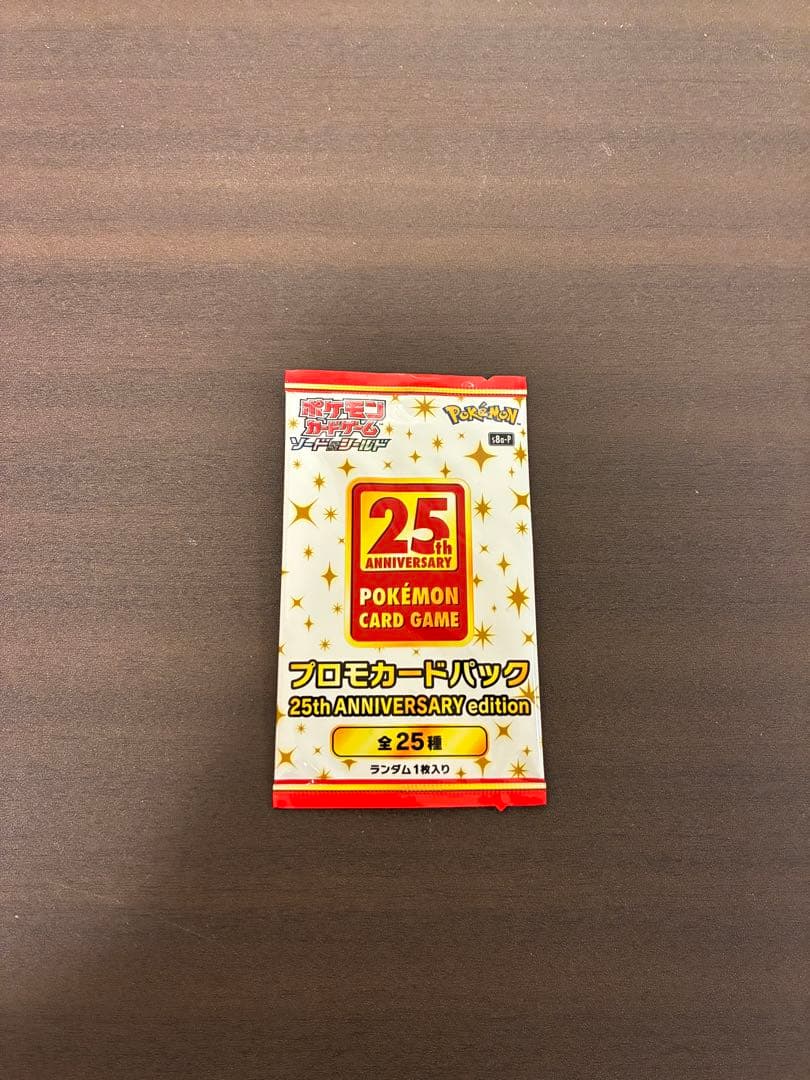 ポケモン
カードゲーム
ソード&シールド
POKÉMON
s8a-P
25th
ANNIVERSARY
POKÉMON
CARD GAME
プロモカードパック
25th ANNIVERSARY edition
全25種
ランダム1枚入り